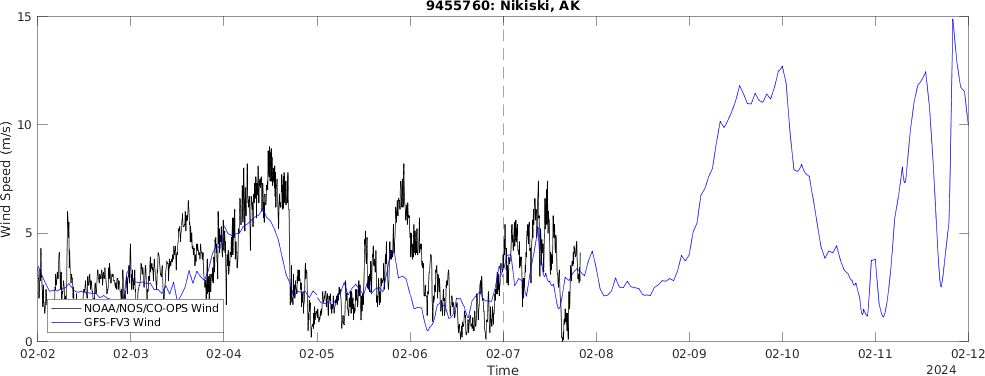 9455760: Nikiski, AK
15
10
5
0
Wind Speed (m/s)
NOAA/NOS/CO-OPS Wind
GFS-FV3 Wind
02-02 02-03 02-04 02-05 02-06 02-07 02-08 02-09 02-10 02-11 02-12
Time
2024